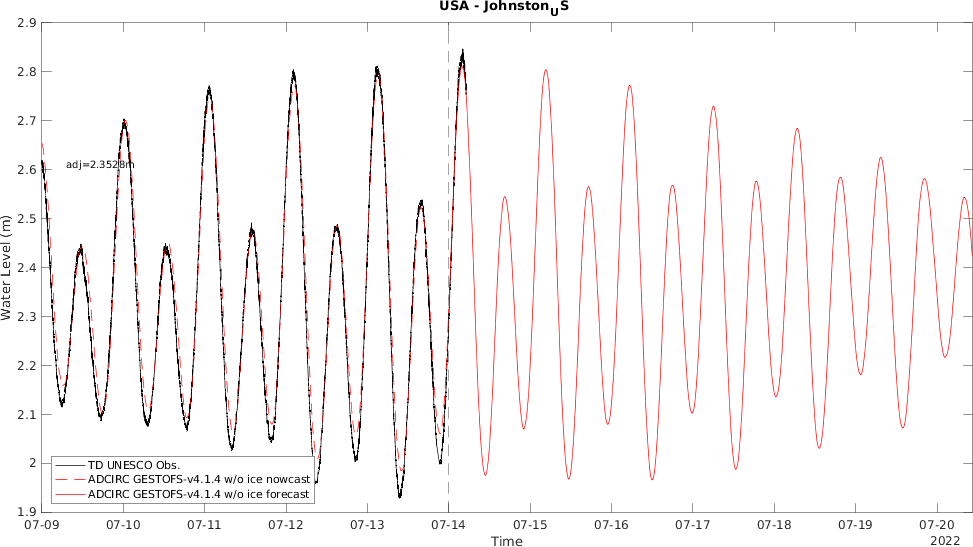 USA - Johnston_US
2.9
2.8
2.7
2.6
2.5
2.4
2.3
2.2
2.1
2
1.9
Water Level (m)
adj=2.3528m
TD UNESCO Obs.
ADCIRC GESTOFS-v4.1.4 w/o ice nowcast
ADCIRC GESTOFS-v4.1.4 w/o ice forecast
07-09 07-10 07-11 07-12 07-13 07-14 07-15 07-16 07-17 07-18 07-19 07-20
Time
2022